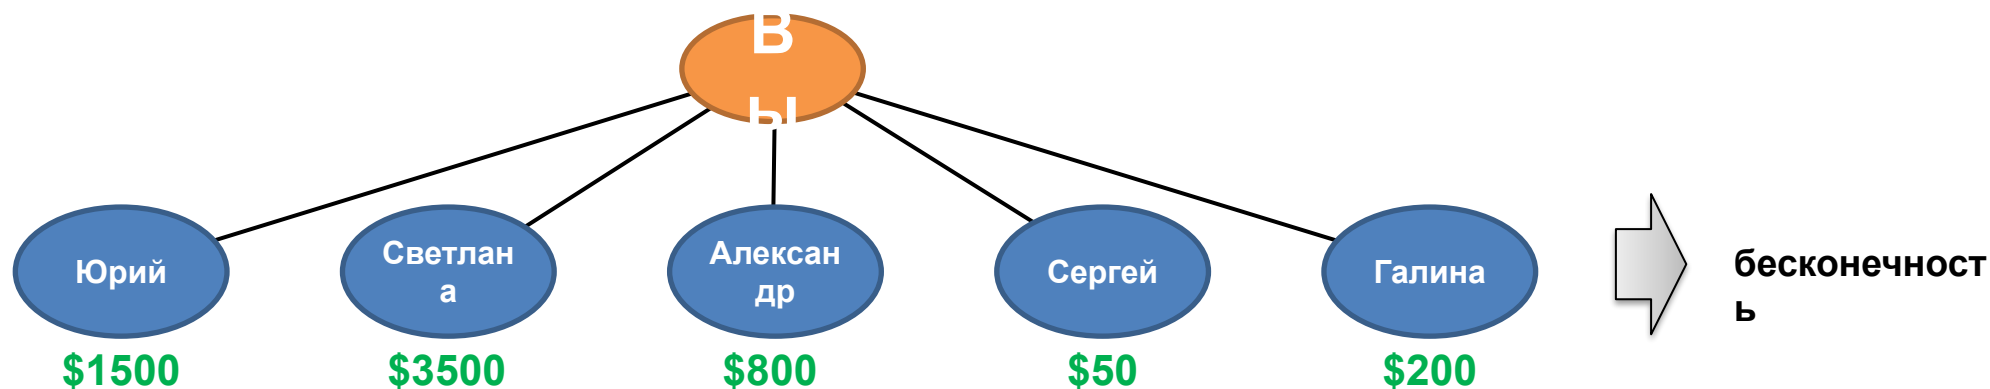 В
ы
Юрий
Светлан
а
Алексан
др
Сергей
Галина
бесконечност
ь
$1500
$3500
$800
$50
$200